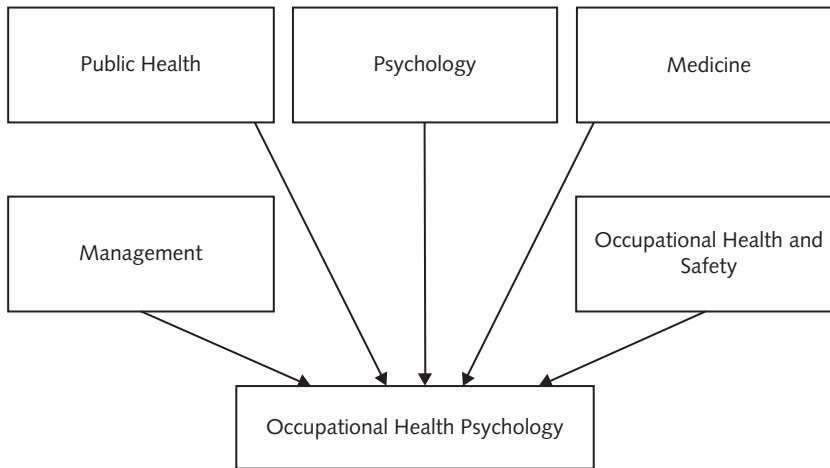 Public Health
Psychology
Medicine
Management
Occupational Health and
Safety
Occupational Health Psychology